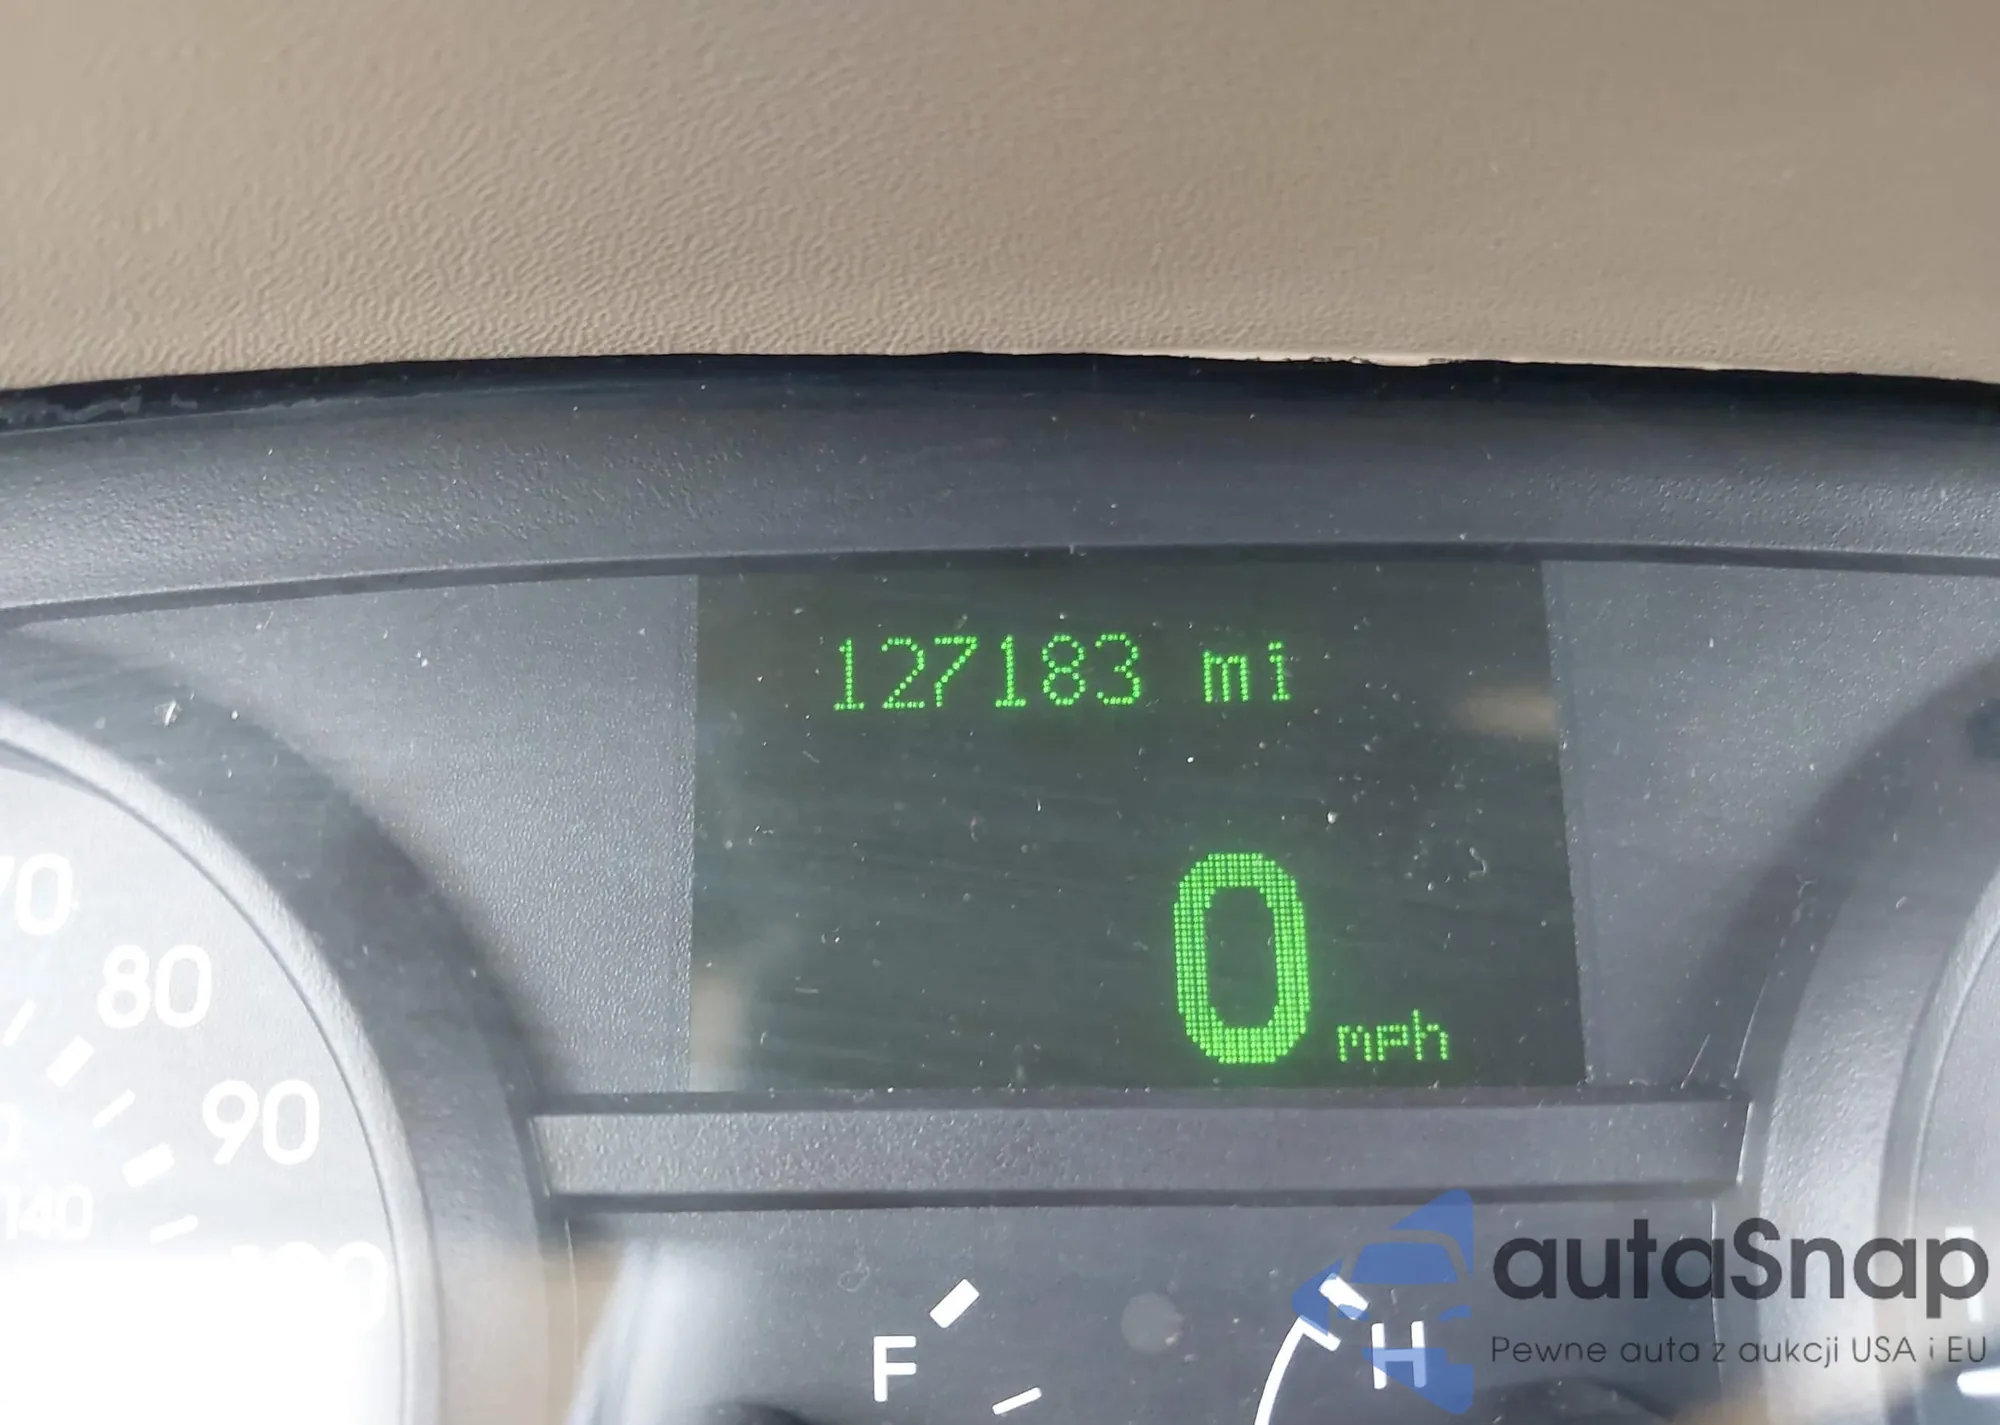 127183 mi
0 mph
70
80
90
140
F
H
autaSnap
Pewne auta z aukcji USA i EU